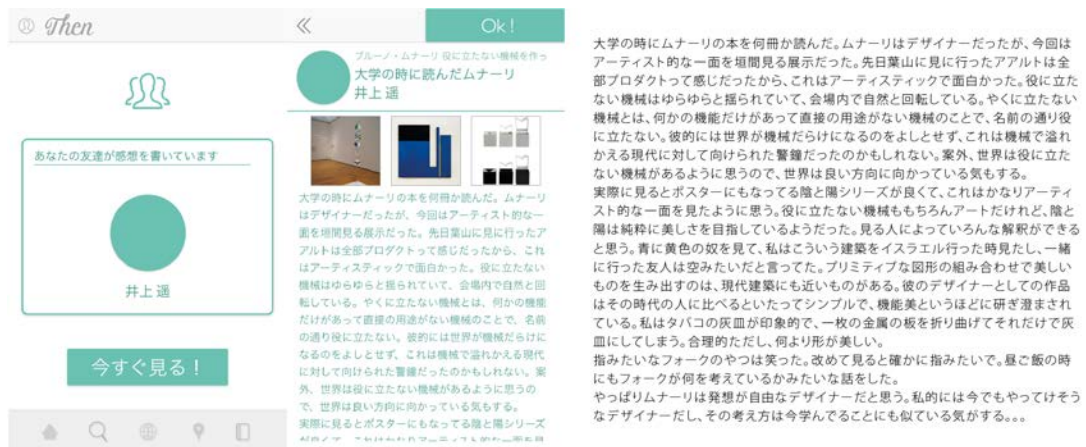 Then
あなたの友達が感想を書いています
井上 遥
今すぐ見る！
Ok!
ブルーノ・ムナーリ 役に立たない機械を作っ
大学の時に読んだムナーリ
井上 遥
大学の時にムナーリの本を何冊か読んだ。ムナーリ
はデザイナーだったが、今回はアーティスト的な一
面を垣間見る展示だった。先日葉山に見に行ったア
アルトは全部プロダクトって感じだったから、これ
はアーティスティックで面白かった。役に立たない
機械はゆらゆらと揺られていて、会場内で自然と回
転している。やくに立たない機械とは、何かの機能
だけがあって直接の用途がない機械のことで、名前
の通り役に立たない。彼的には世界が機械だらけに
なるのをよしとせず、これは機械で溢れかえる現代
に対して向けられた警鐘だったのかもしれない。案
外、世界は役に立たない機械があるように思うの
で、世界は良い方向に向かっている気もする。
実際に見るとポスターにもなってる陰と陽シリーズ
が良くて、これはかなりアーティスト的な一面を見
大学の時にムナーリの本を何冊か読んだ。ムナーリはデザイナーだったが、今回は
アーティスト的な一面を垣間見る展示だった。先日葉山に見に行ったアアルトは全
部プロダクトって感じだったから、これはアーティスティックで面白かった。役に立た
ない機械はゆらゆらと揺られていて、会場内で自然と回転している。やくに立たない
機械とは、何かの機能だけがあって直接の用途がない機械のことで、名前の通り役
に立たない。彼的には世界が機械だらけになるのをよしとせず、これは機械で溢れ
かえる現代に対して向けられた警鐘だったのかもしれない。案外、世界は役に立た
ない機械があるように思うので、世界は良い方向に向かっている気もする。
実際に見るとポスターにもなってる陰と陽シリーズが良くて、これはかなりアーティ
スト的な一面を見たように思う。役に立たない機械ももちろんアートだけれど、陰と
陽は純粋に美しさを目指しているようだった。見る人によっていろんな解釈ができる
と思う。青に黄色の奴を見て、私はこういう建築をイスラエル行った時見たし、一緒
に行った友人は空みたいだと言ってた。プリミティブな図形の組み合わせで美しい
ものを生み出すのは、現代建築にも近いものがある。彼のデザイナーとしての作品
はその時代の人に比べるといたってシンプルで、機能美というほどに研ぎ澄まされ
ている。私はタバコの灰皿が印象的で、一枚の金属の板を折り曲げてそれだけで灰
皿にしてしまう。合理的ただし、何より形が美しい。
指みたいなフォークのやつは笑った。改めて見ると確かに指みたいで。昼ご飯の時
にもフォークが何を考えているかみたいな話をした。
やっぱりムナーリは発想が自由なデザイナーだと思う。私的には今でもやってけそう
なデザイナーだし、その考え方は今学んでることにも似ている気がする。。。